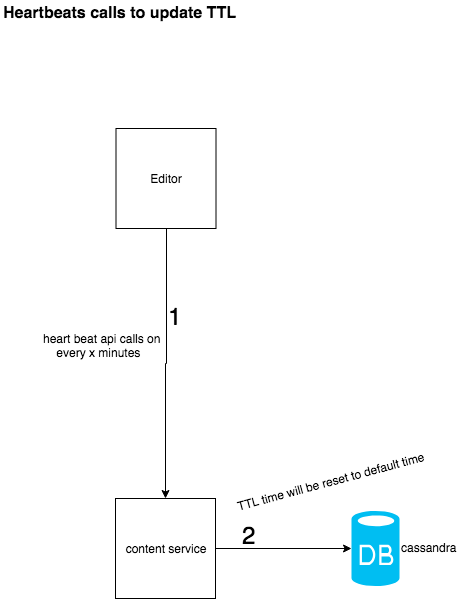 Heartbeats calls to update TTL
Editor
1
heart beat api calls on
every x minutes
TTL time will be reset to default time
content service
2
DB
cassandra